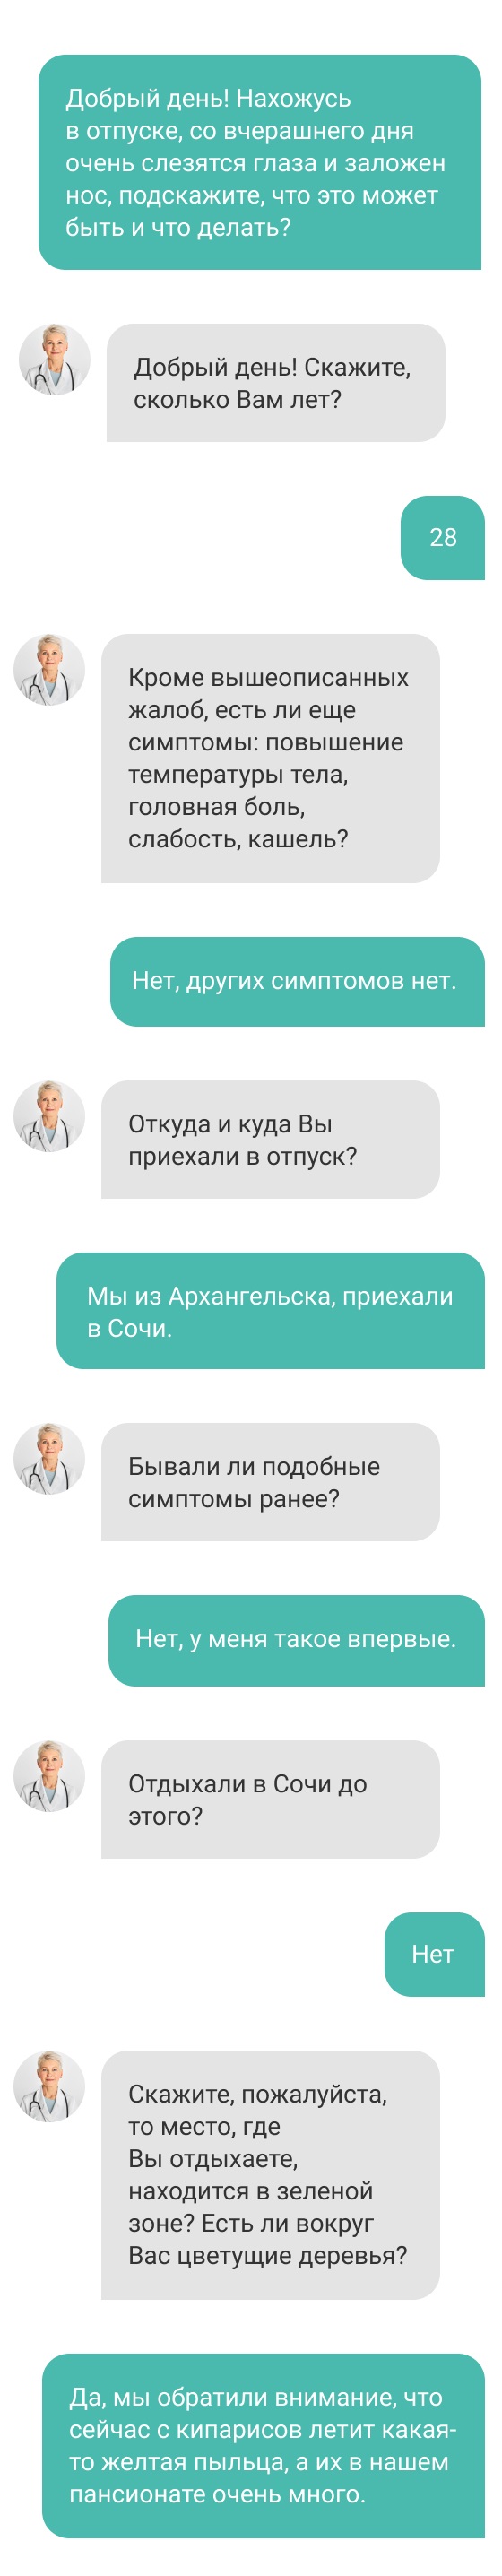 Добрый день! Нахожусь
в отпуске, со вчерашнего дня
очень слезятся глаза и заложен
нос, подскажите, что это может
быть и что делать?
Добрый день! Скажите,
сколько Вам лет?
28
Кроме вышеописанных
жалоб, есть ли еще
симптомы: повышение
температуры тела,
головная боль,
слабость, кашель?
Нет, других симптомов нет.
Откуда и куда Вы
приехали в отпуск?
Мы из Архангельска, приехали
в Сочи.
Бывали ли подобные
симптомы ранее?
Нет, у меня такое впервые.
Отдыхали в Сочи до
этого?
Нет
Скажите, пожалуйста,
то место, где
Вы отдыхаете,
находится в зеленой
зоне? Есть ли вокруг
Вас цветущие деревья?
Да, мы обратили внимание, что
сейчас с кипарисов летит какая-
то желтая пыльца, а их в нашем
пансионате очень много.